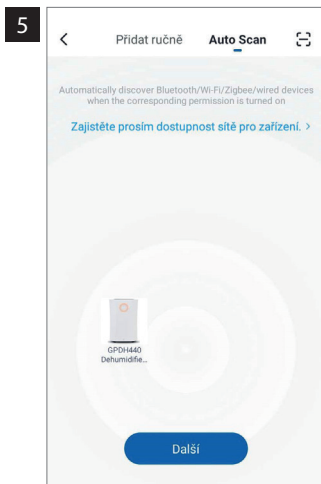 5
Přidat ručně Auto Scan
Automatically discover Bluetooth/Wi-Fi/Zigbee/wired devices
when the corresponding permission is turned on
Zajistěte prosím dostupnost sítě pro zařízení. >
GPDH440
Dehumidifie...
Další